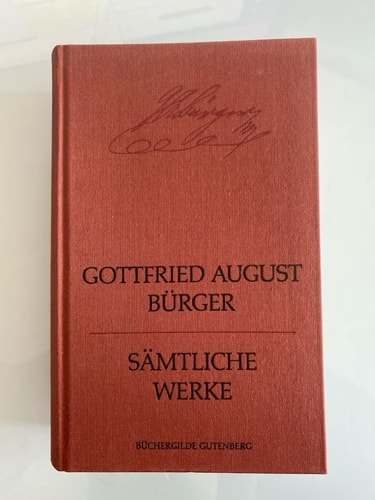 GOTTFRIED AUGUST
BÜRGER
SÄMTLICHE
WERKE
BÜCHERGILDE GUTENBERG